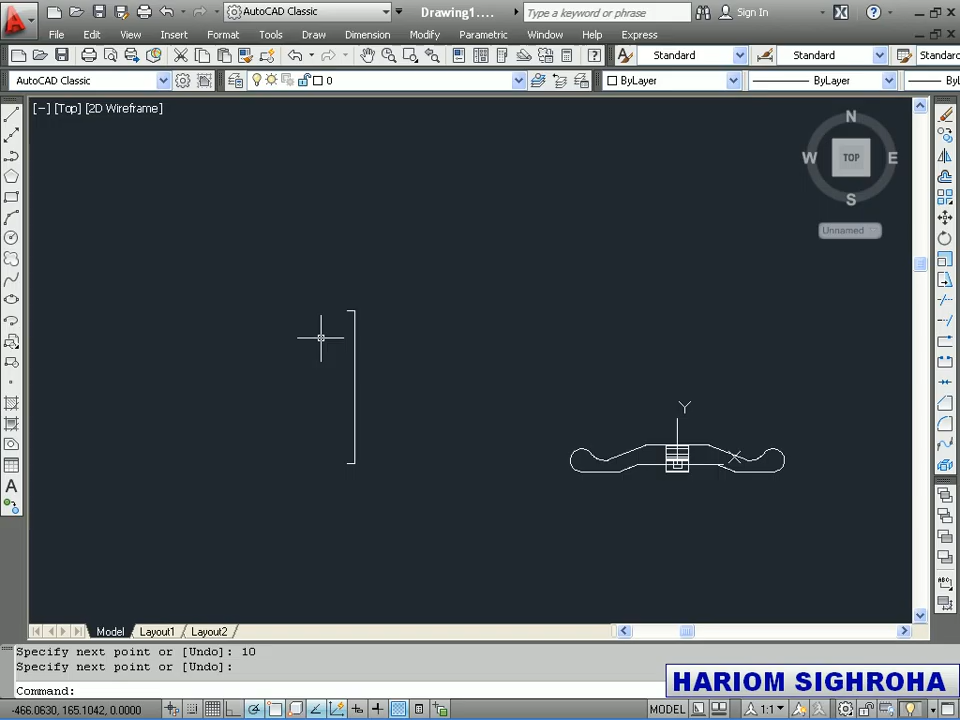 AutoCAD Classic
Drawing1....
Type a keyword or phrase
Sign In
File Edit View Insert Format Tools Draw Dimension Modify Parametric Window Help Express
Standard
Standard
Standard
AutoCAD Classic
0
ByLayer
ByLayer
ByL
[−] [Top] [2D Wireframe]
N
W
TOP
E
S
Unnamed
Y
Model Layout1 Layout2
Specify next point or [Undo]: 10
Specify next point or [Undo]:
Command:
HARIOM SIGHROHA
-466.0630, 165.1042, 0.0000
MODEL
1:1